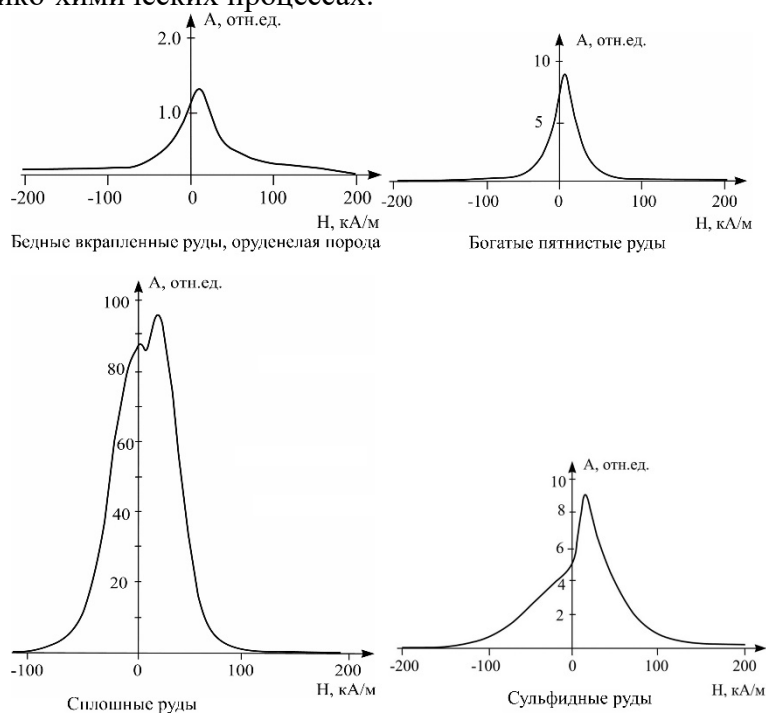 ико-химических процессах.
A, отн.ед.
2.0
1.0
-200
-100
0
100
200
H, кА/м
Бедные вкрапленные руды, оруденелая порода
A, отн.ед.
10
5
-200
-100
0
100
200
H, кА/м
Богатые пятнистые руды
A, отн.ед.
100
80
60
40
20
-100
0
100
200
H, кА/м
Сплошные руды
A, отн.ед.
10
8
6
4
2
-200
-100
0
100
200
H, кА/м
Сульфидные руды